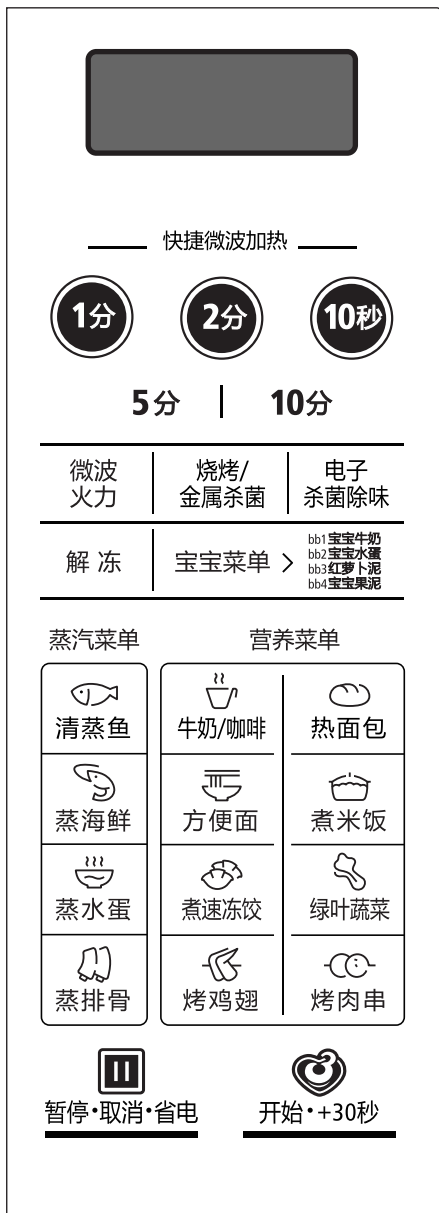 快捷微波加热
1分 2分 10秒
5分 10分
微波
火力
烧烤/
金属杀菌
电子
杀菌除味
解冻
宝宝菜单 >
bb1宝宝牛奶
bb2宝宝水蛋
bb3红萝卜泥
bb4宝宝果泥
蒸汽菜单 营养菜单
清蒸鱼 牛奶/咖啡 热面包
蒸海鲜 方便面 煮米饭
蒸水蛋 煮速冻饺 绿叶蔬菜
蒸排骨 烤鸡翅 烤肉串
暂停·取消·省电 开始·+30秒